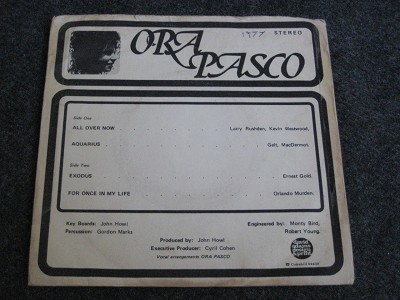 1977 STEREO
ORA
PASCO
Side One
ALL OVER NOW Larry Rushden, Kevin Westwood,
AQUARIUS Galt, MacDermot.
Side Two
EXODUS Ernest Gold.
FOR ONCE IN MY LIFE Orlando Murden.
Key Boards: John Howl.
Percussion: Gordon Marks.
Engineered by: Monty Bird,
Robert Young.
Produced by: John Howl
Executive Producer: Cyril Cohen
Vocal arrangements ORA PASCO